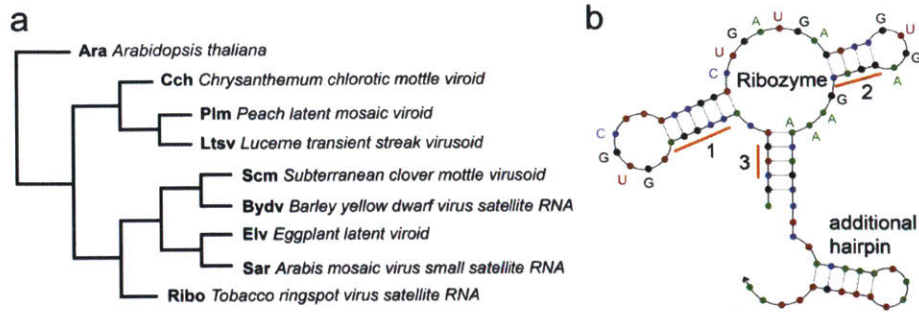 a
Ara Arabidopsis thaliana
Cch Chrysanthemum chlorotic mottle viroid
Plm Peach latent mosaic viroid
Ltsv Lucerne transient streak virusoid
Scm Subterranean clover mottle virusoid
Bydv Barley yellow dwarf virus satellite RNA
Elv Eggplant latent viroid
Sar Arabis mosaic virus small satellite RNA
Ribo Tobacco ringspot virus satellite RNA
b
C U G A U G A
G U G A
Ribozyme
2
G A A A
C G U G
1
3
additional
hairpin